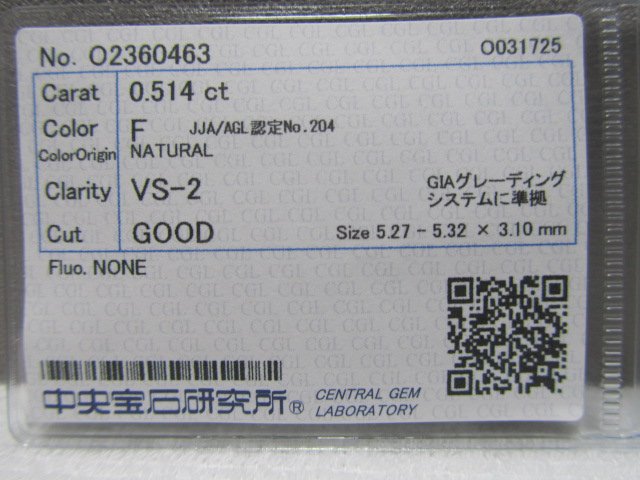 No. O2360463 O031725
Carat 0.514 ct
Color F JJA/AGL認定No.204
ColorOrigin NATURAL
Clarity VS-2 GIAグレーディング
システムに準拠
Cut GOOD Size 5.27 - 5.32 × 3.10 mm
Fluo. NONE
中央宝石研究所® CENTRAL GEM
LABORATORY